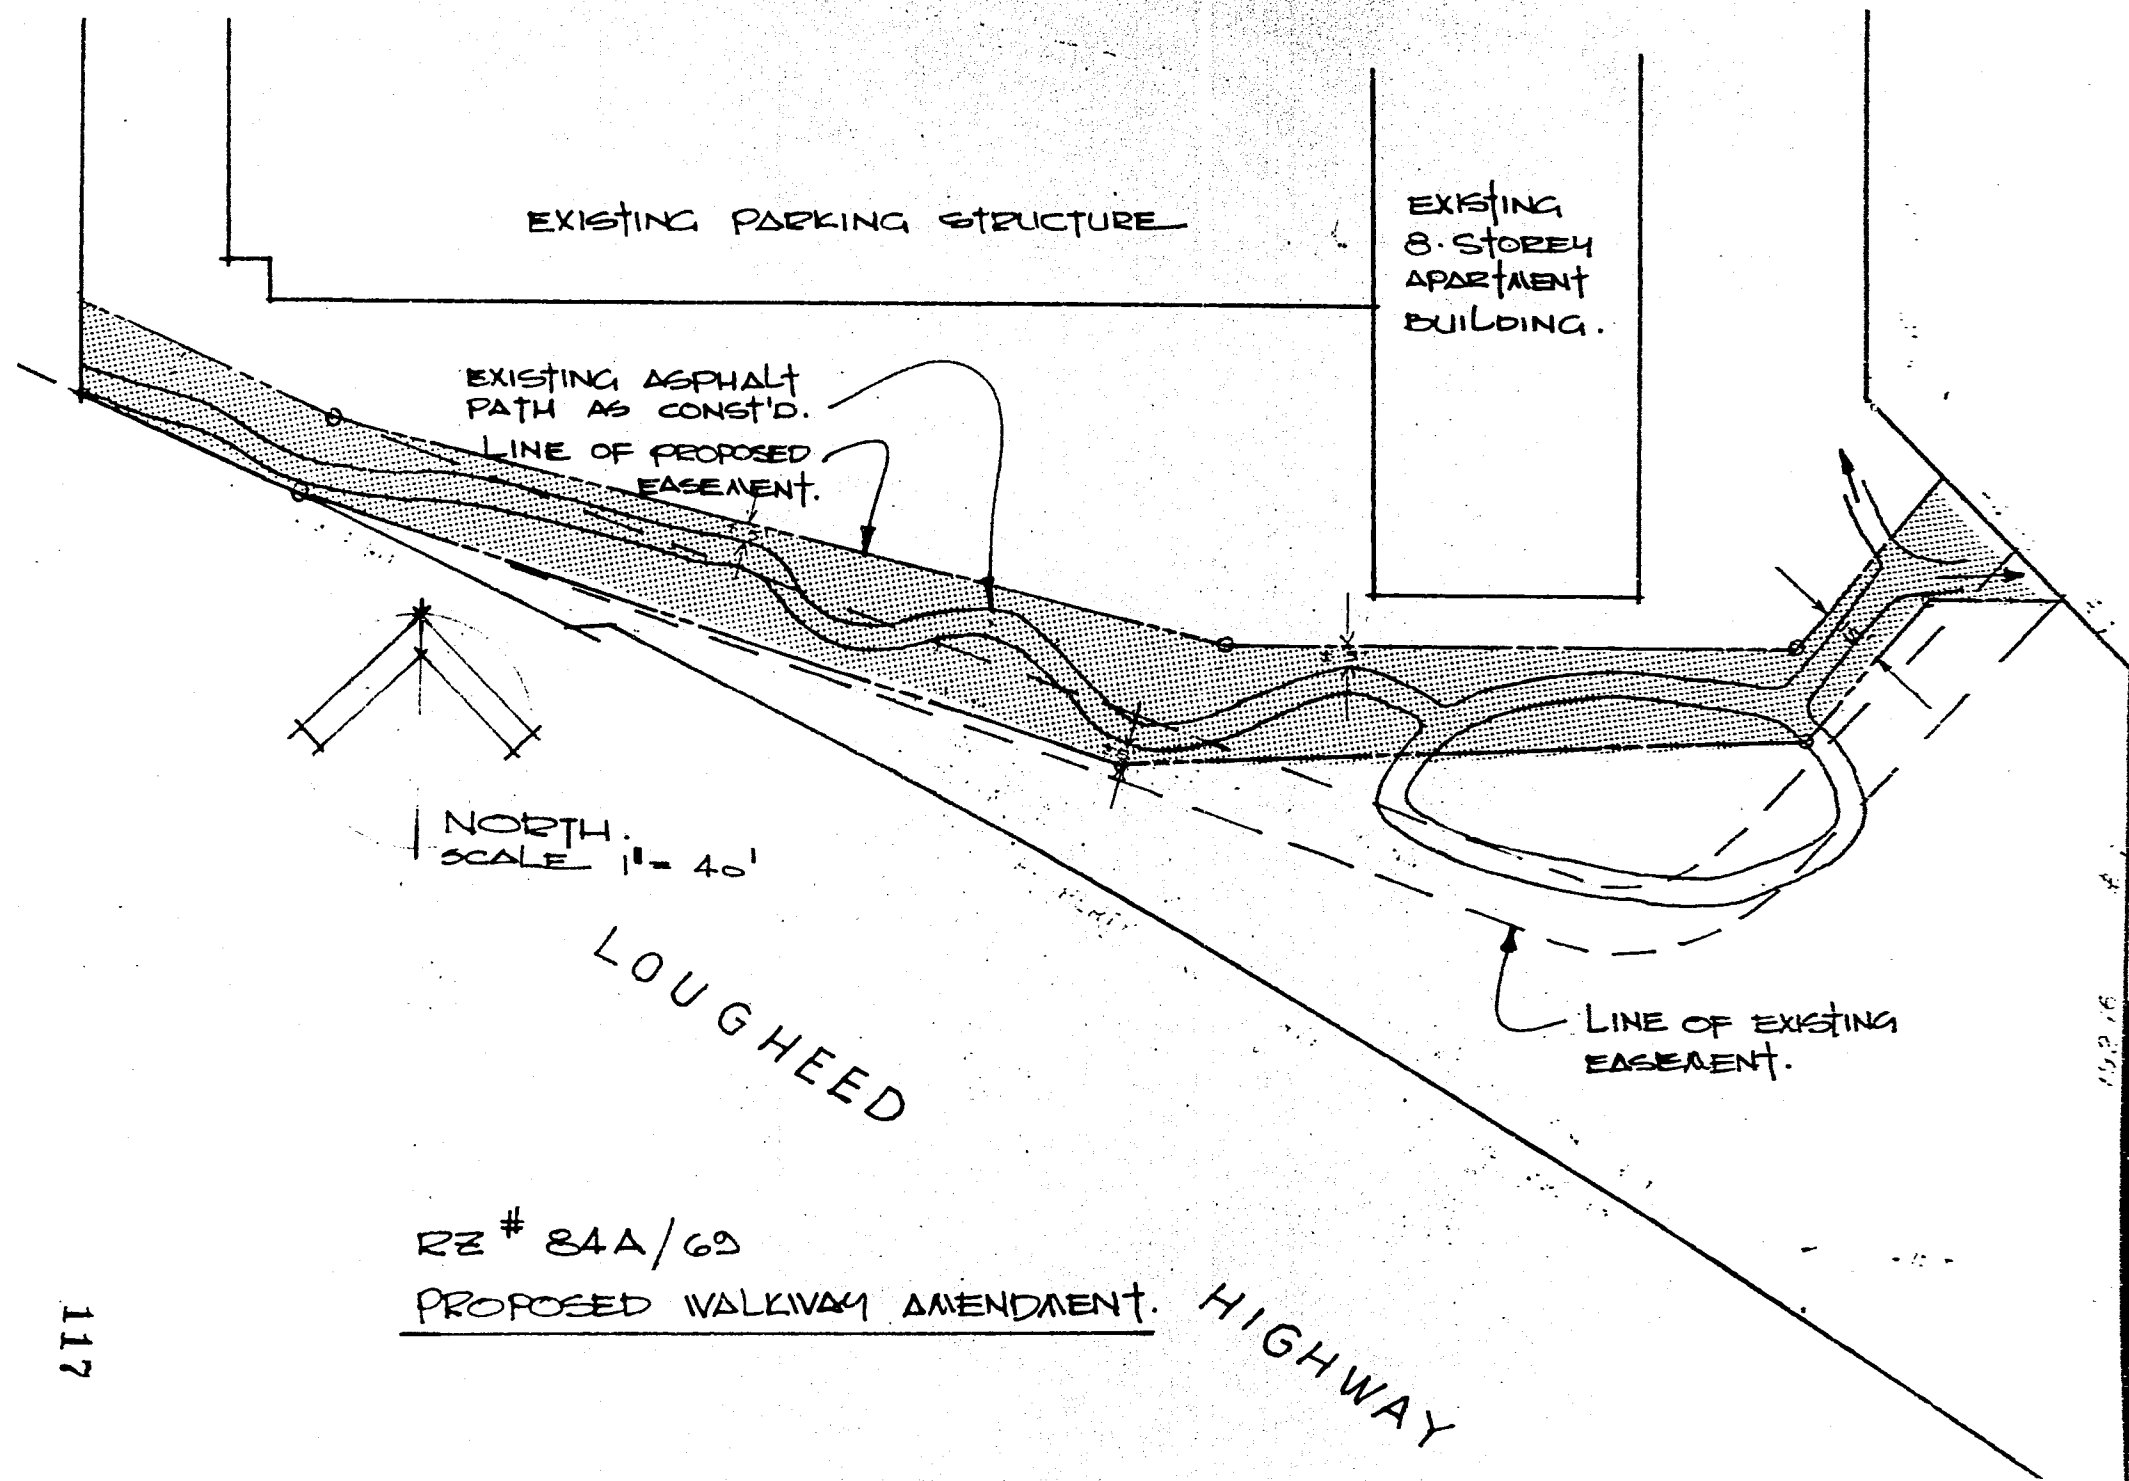 EXISTING PARKING STRUCTURE
EXISTING
8. STOREY
APARTMENT
BUILDING.
EXISTING ASPHALT
PATH AS CONST'D.
LINE OF PROPOSED
EASEMENT.
NORTH.
SCALE 1"= 40'
LOUGHEED
HIGHWAY
LINE OF EXISTING
EASEMENT.
RZ # 84A/69
PROPOSED WALKWAY AMENDMENT.
117